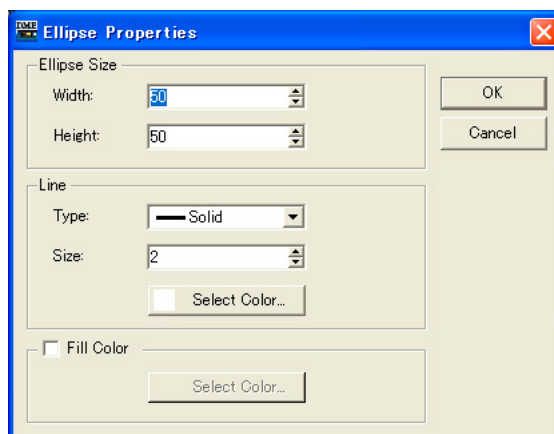 DME
Ellipse Properties
Ellipse Size
Width:
50
Height:
50
OK
Cancel
Line
Type:
Solid
Size:
2
Select Color...
Fill Color
Select Color...